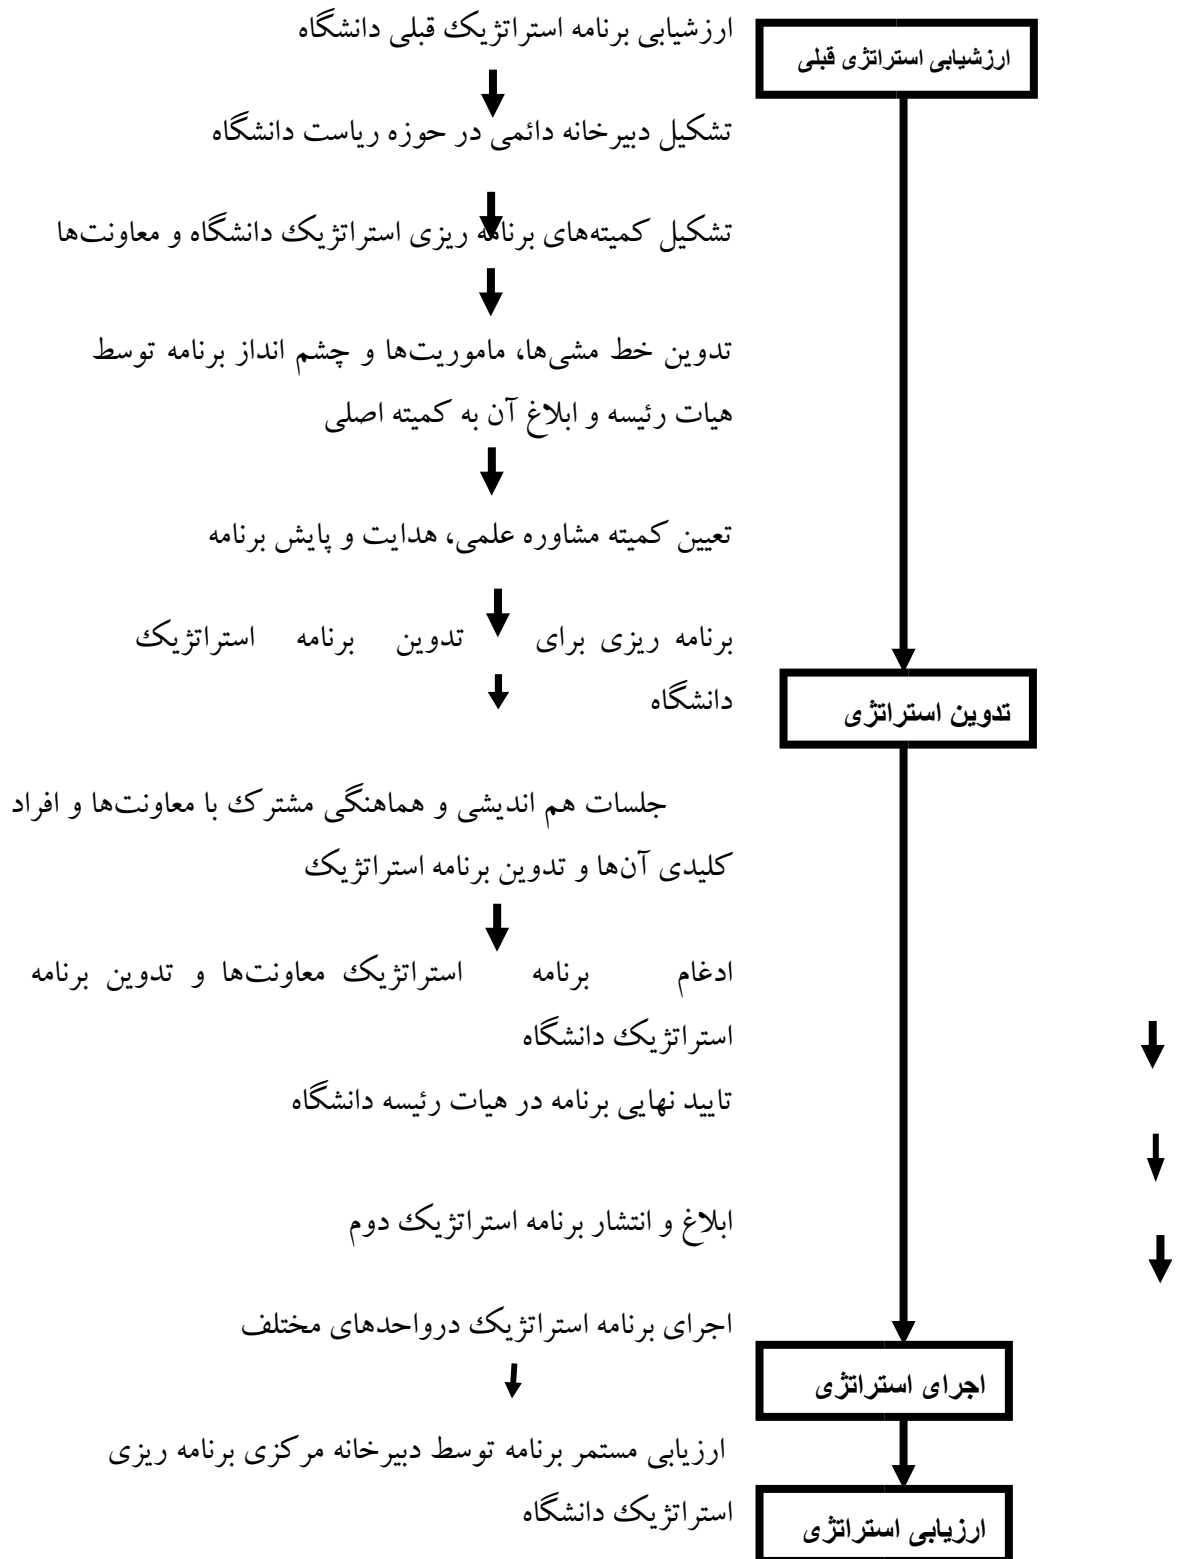 ارزشیابی برنامه استراتژیک قبلی دانشگاه
ارزشیابی استراتژی قبلی
تشکیل دبیرخانه دائمی در حوزه ریاست دانشگاه
تشکیل کمیته‌های برنامه ریزی استراتژیک دانشگاه و معاونت‌ها
تدوین خط مشی‌ها، ماموریت‌ها و چشم انداز برنامه توسط
هیات رئیسه و ابلاغ آن به کمیته اصلی
تعیین کمیته مشاوره علمی، هدایت و پایش برنامه
برنامه ریزی برای تدوین برنامه استراتژیک
دانشگاه
تدوین استراتژی
جلسات هم اندیشی و هماهنگی مشترک با معاونت‌ها و افراد
کلیدی آن‌ها و تدوین برنامه استراتژیک
ادغام برنامه استراتژیک معاونت‌ها و تدوین برنامه
استراتژیک دانشگاه
تایید نهایی برنامه در هیات رئیسه دانشگاه
ابلاغ و انتشار برنامه استراتژیک دوم
اجرای برنامه استراتژیک درواحدهای مختلف
اجرای استراتژی
ارزیابی مستمر برنامه توسط دبیرخانه مرکزی برنامه ریزی
استراتژیک دانشگاه
ارزیابی استراتژی